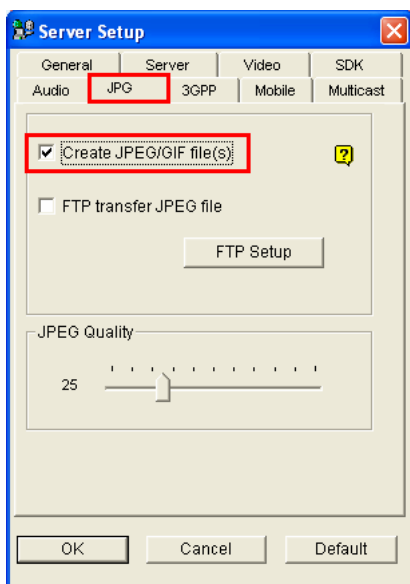 Server Setup
General Server Video SDK
Audio JPG 3GPP Mobile Multicast
Create JPEG/GIF file(s)
?
FTP transfer JPEG file
FTP Setup
JPEG Quality
25
OK Cancel Default